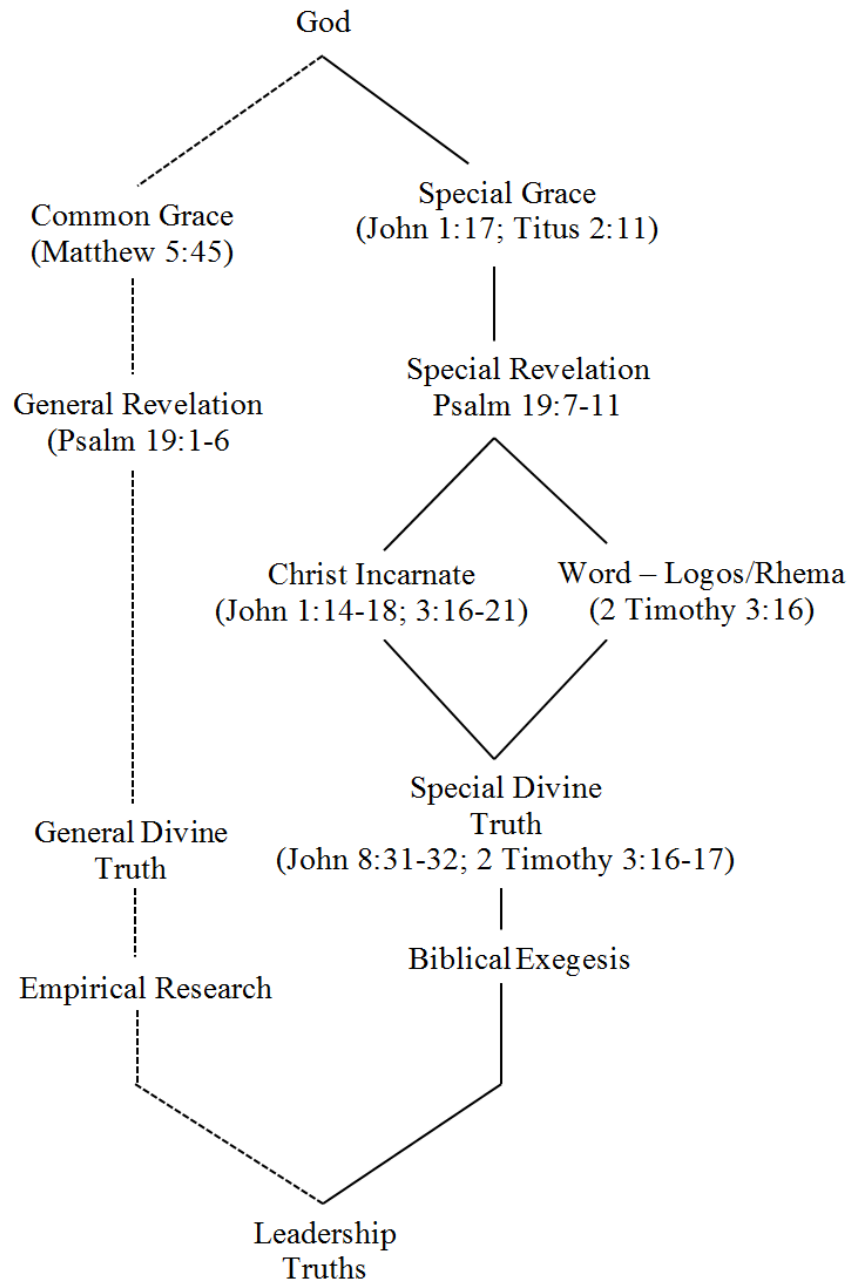 God
Common Grace
(Matthew 5:45)
Special Grace
(John 1:17; Titus 2:11)
General Revelation
(Psalm 19:1-6
Special Revelation
Psalm 19:7-11
Christ Incarnate
(John 1:14-18; 3:16-21)
Word – Logos/Rhema
(2 Timothy 3:16)
General Divine
Truth
Special Divine
Truth
(John 8:31-32; 2 Timothy 3:16-17)
Empirical Research
Biblical Exegesis
Leadership
Truths